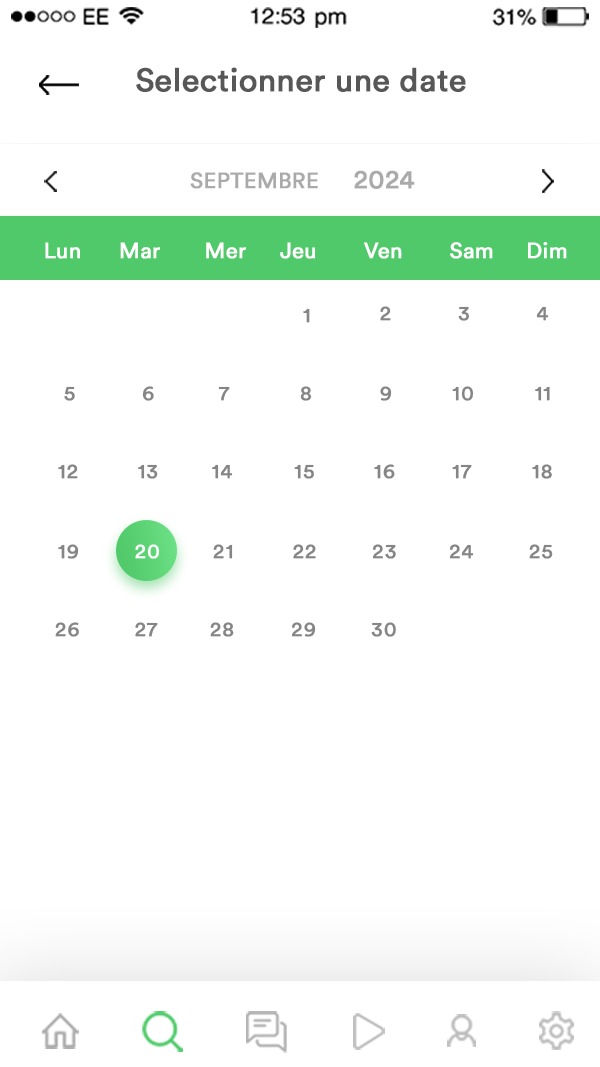 EE 12:53 pm 31%
Selectionner une date
SEPTEMBRE 2024
Lun Mar Mer Jeu Ven Sam Dim
1 2 3 4
5 6 7 8 9 10 11
12 13 14 15 16 17 18
19 20 21 22 23 24 25
26 27 28 29 30